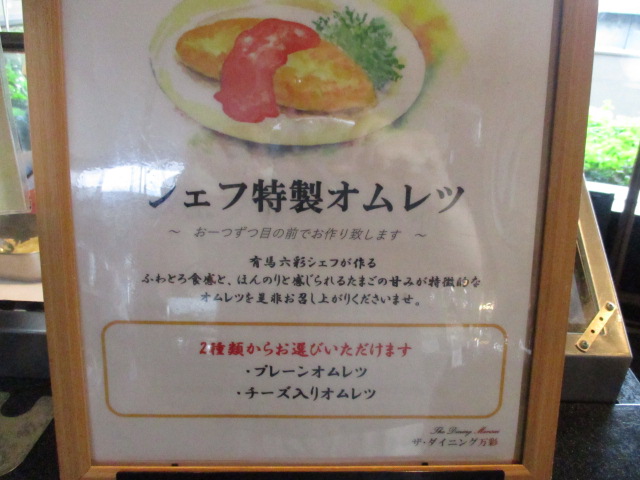 シェフ特製オムレツ
～ お一つずつ目の前でお作り致します ～
有馬六彩シェフが作る
ふわとろ食感と、ほんのりと感じられるたまごの甘みが特徴的な
オムレツを是非お召し上がりくださいませ。
2種類からお選びいただけます
・プレーンオムレツ
・チーズ入りオムレツ
The Dining
ザ・ダイニング万彩